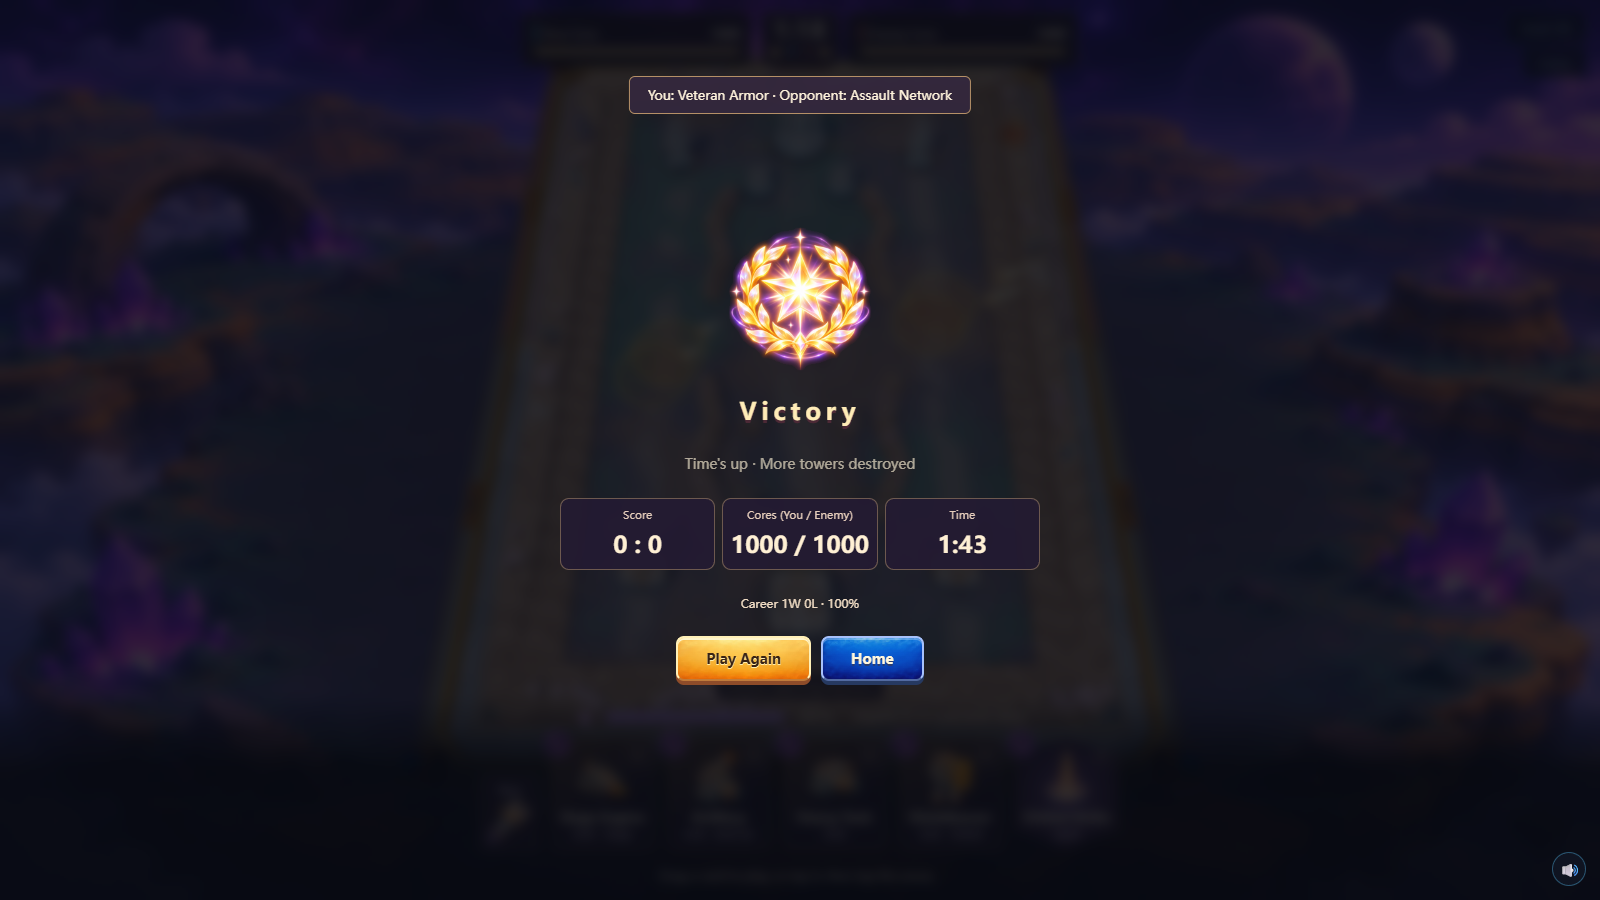 You: Veteran Armor · Opponent: Assault Network
Victory
Time's up · More towers destroyed
Score
0 : 0
Cores (You / Enemy)
1000 / 1000
Time
1:43
Career 1W 0L · 100%
Play Again
Home